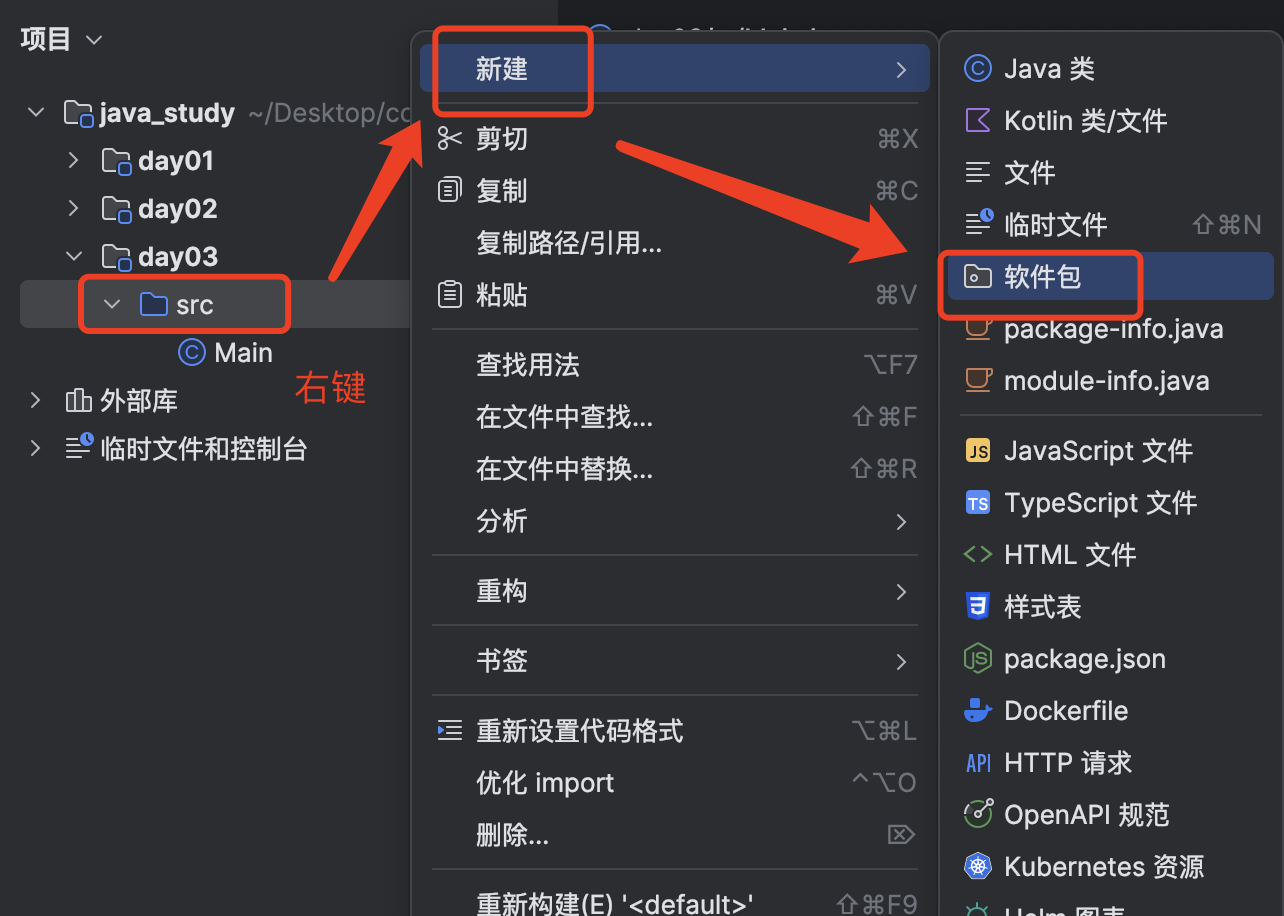 项目
java_study ~/Desktop/co
day01
day02
day03
src
Main
外部库
临时文件和控制台
右键
新建
剪切 ⌘X
复制 ⌘C
复制路径/引用...
粘贴 ⌘V
查找用法 ⌥F7
在文件中查找... ⇧⌘F
在文件中替换... ⇧⌘R
分析
重构
书签
重新设置代码格式 ⌥⌘L
优化 import ⌃⌥O
删除... ⌦
重新构建(E) '<default>' ⇧⌘F9
Java 类
Kotlin 类/文件
文件
临时文件 ⇧⌘N
软件包
package-info.java
module-info.java
JS JavaScript 文件
TS TypeScript 文件
HTML 文件
样式表
package.json
Dockerfile
API HTTP 请求
OpenAPI 规范
Kubernetes 资源
Helm 图表